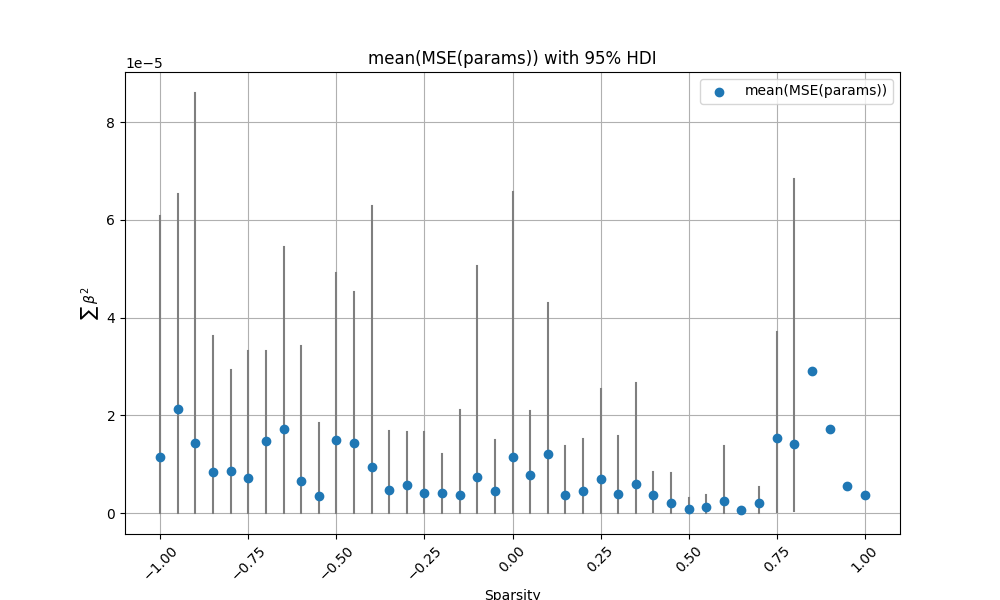 mean(MSE(params)) with 95% HDI
1e−5
mean(MSE(params))
8
6
4
2
0
∑ β²
−1.00 −0.75 −0.50 −0.25 0.00 0.25 0.50 0.75 1.00
Sparsity